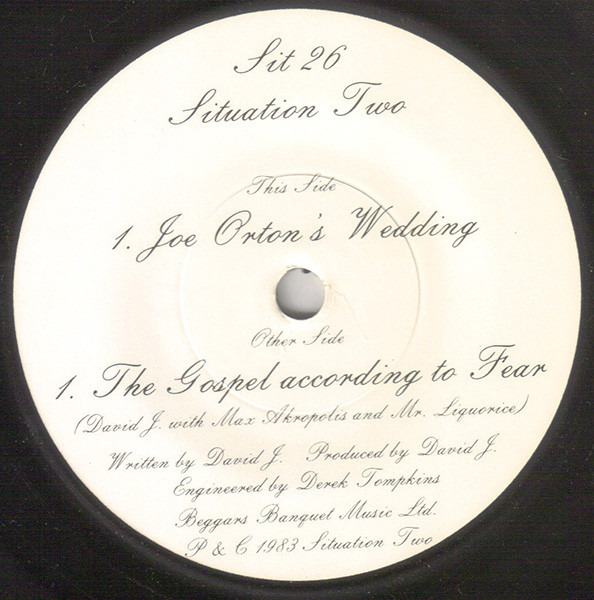 Sit 26
Situation Two
This Side
1. Joe Orton's Wedding
Other Side
1. The Gospel according to Fear
(David J. with Max Akropolis and Mr. Liquorice)
Written by David J. Produced by David J.
Engineered by Derek Tompkins
Beggars Banquet Music Ltd.
P & C 1983 Situation Two